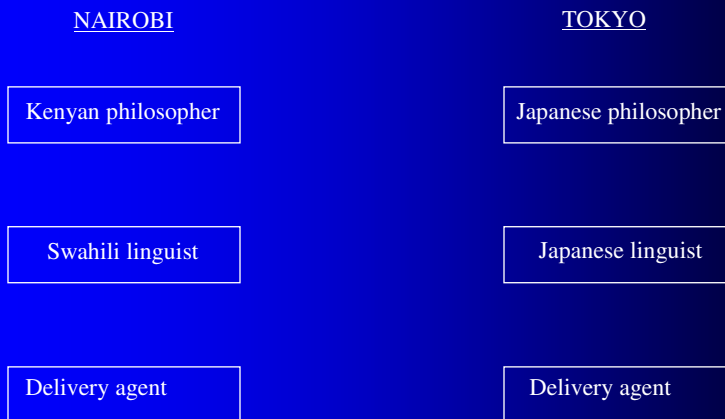 NAIROBI TOKYO
Kenyan philosopher Japanese philosopher
Swahili linguist Japanese linguist
Delivery agent Delivery agent